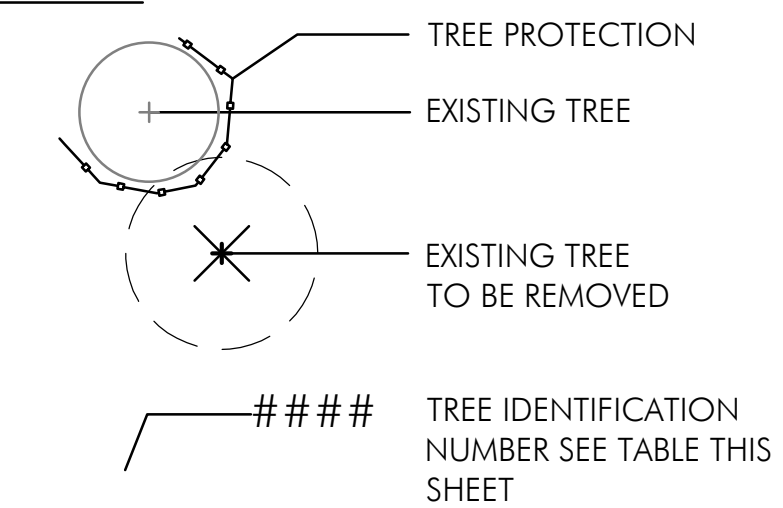 TREE PROTECTION
EXISTING TREE
EXISTING TREE
TO BE REMOVED
#### TREE IDENTIFICATION
NUMBER SEE TABLE THIS
SHEET